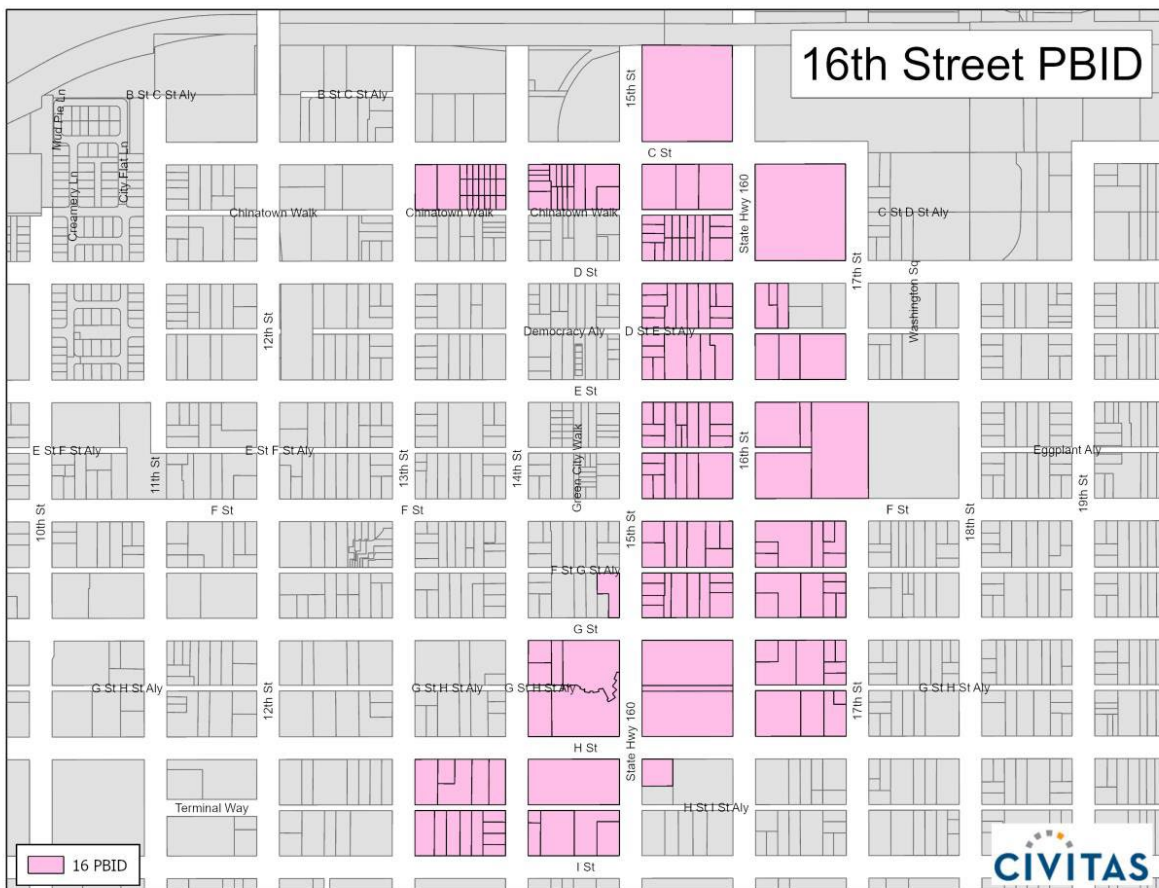 16th Street PBID
Mud Pie Ln
B St C St Aly
B St C St Aly
15th St
City Flat Ln
Creamery Ln
C St
Chinatown Walk
Chinatown Walk
Chinatown Walk
State Hwy 160
C St D St Aly
D St
17th St
Washington Sq
12th St
Democracy Aly
D St E St Aly
E St
E St F St Aly
11th St
E St F St Aly
13th St
14th St
Green City Walk
16th St
Eggplant Aly
19th St
10th St
F St
F St
15th St
F St
18th St
F St G St Aly
G St
G St H St Aly
12th St
G St H St Aly
G St H St Aly
17th St
G St H St Aly
State Hwy 160
H St
Terminal Way
H St I St Aly
16 PBID
I St
CIVITAS